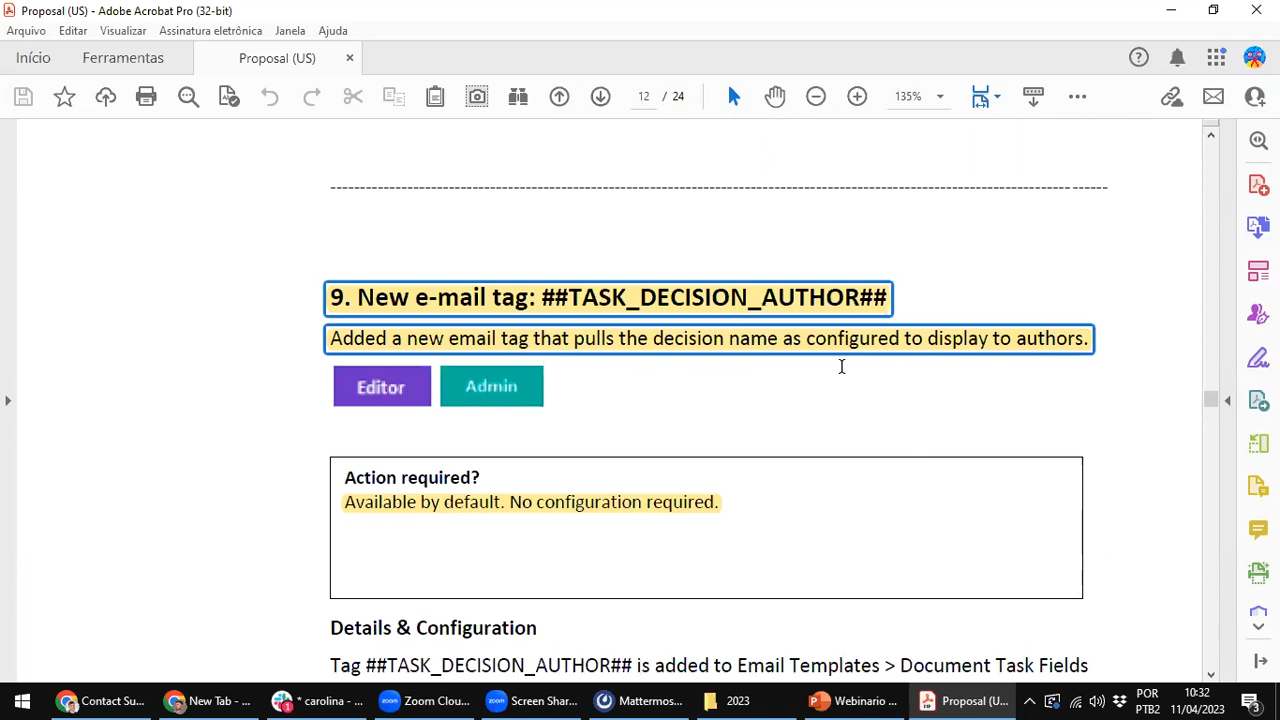 Proposal (US) - Adobe Acrobat Pro (32-bit)
Arquivo Editar Visualizar Assinatura eletrônica Janela Ajuda
Início Ferramentas Proposal (US) ×
12 / 24 135%
9. New e-mail tag: ##TASK_DECISION_AUTHOR##
Added a new email tag that pulls the decision name as configured to display to authors.
Editor Admin
Action required?
Available by default. No configuration required.
Details & Configuration
Tag ##TASK_DECISION_AUTHOR## is added to Email Templates > Document Task Fields
Contact Su... New Tab - ... * carolina - ... Zoom Clou... Screen Shar... Mattermos... 2023 Webinario ... Proposal (U... POR 10:32
PTB2 11/04/2023 3